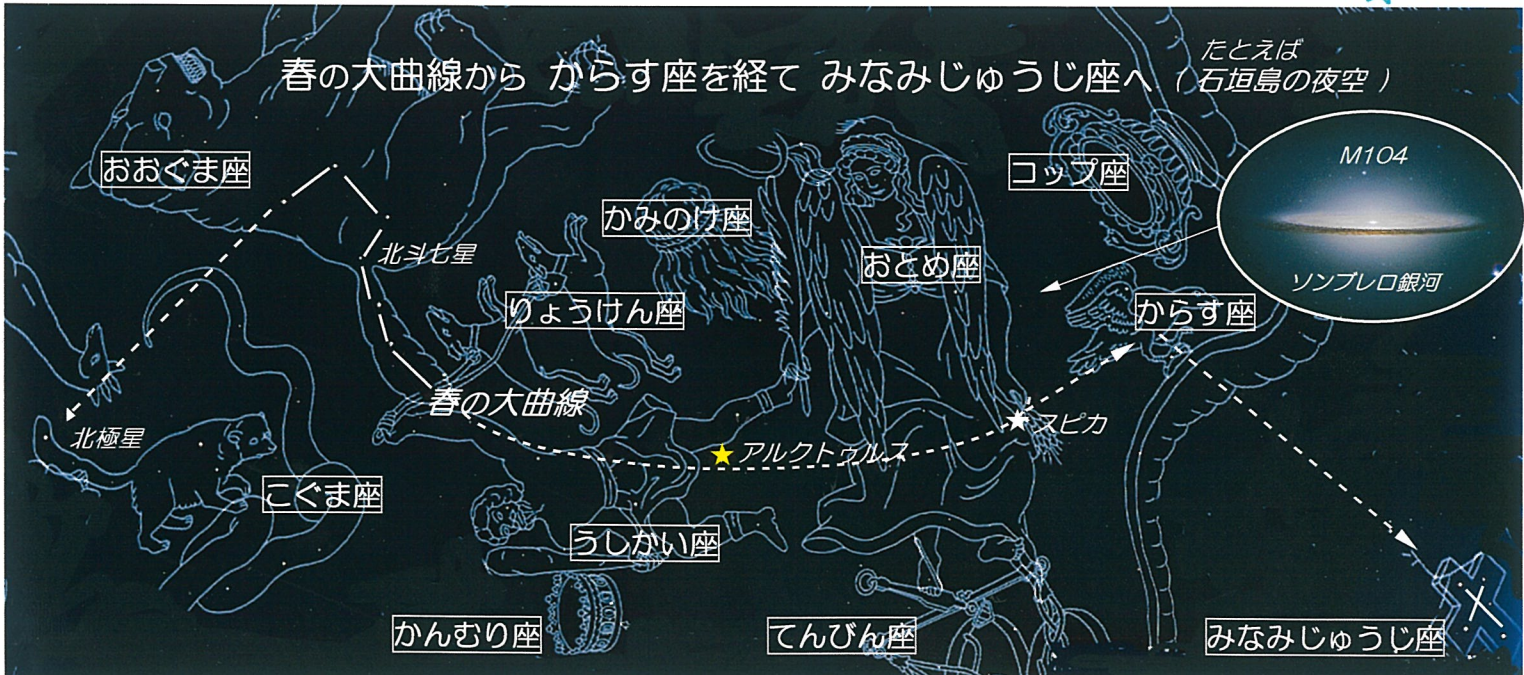 たとえば
春の大曲線から からす座を経て みなみじゅうじ座へ ( 石垣島の夜空 )
おおぐま座
コップ座
M104
かみのけ座
北斗七星
おとめ座
ソンブレロ銀河
りょうけん座
からす座
春の大曲線
北極星
アルクトゥルス
スピカ
こぐま座
うしかい座
かんむり座
てんびん座
みなみじゅうじ座